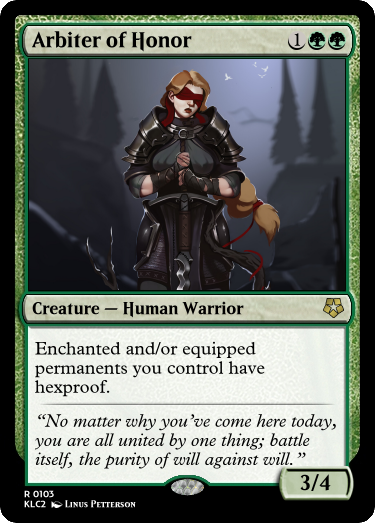 Arbiter of Honor 1
Creature — Human Warrior
Enchanted and/or equipped
permanents you control have
hexproof.
“No matter why you’ve come here today,
you are all united by one thing; battle
itself, the purity of will against will.”
3/4
R 0103
KLC2 Linus Petterson